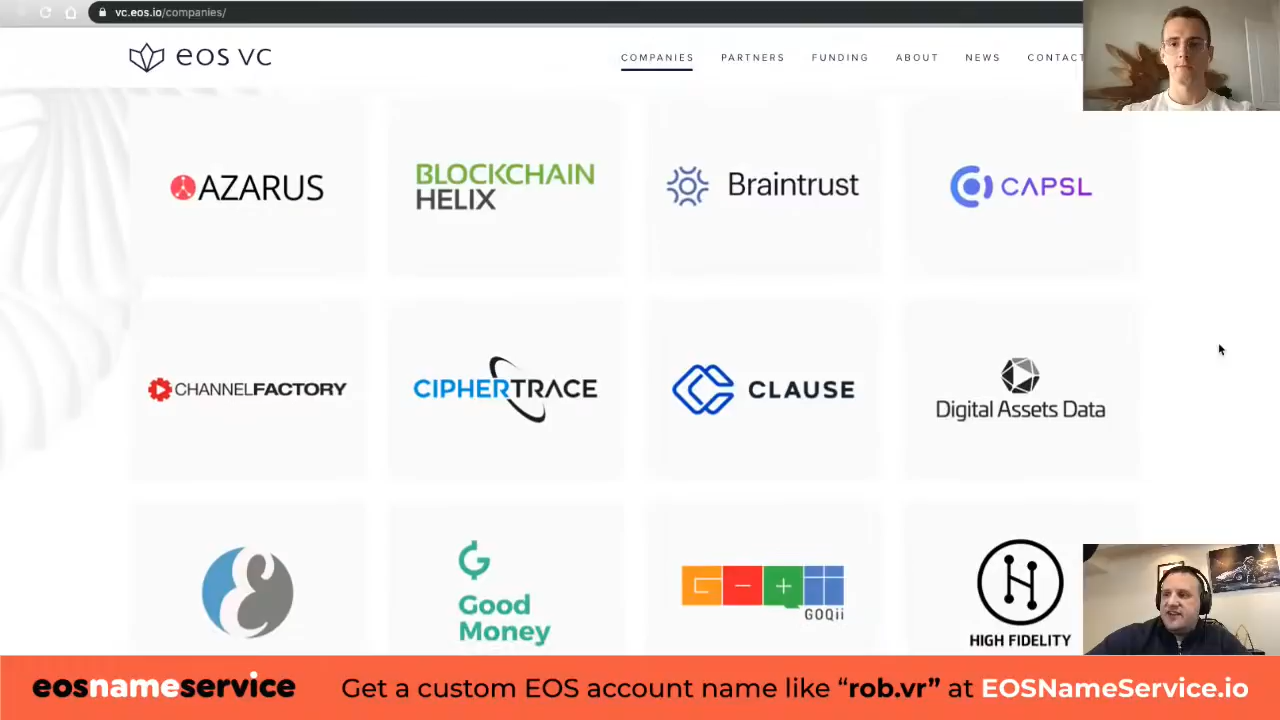 vc.eos.io/companies/
eos vc
COMPANIES PARTNERS FUNDING ABOUT NEWS CONTACT
AZARUS
BLOCKCHAIN
HELIX
Braintrust
CAPSL
CHANNELFACTORY
CIPHERTRACE
CLAUSE
Digital Assets Data
Good
Money
GOQii
HIGH FIDELITY
eosnameservice
Get a custom EOS account name like “rob.vr” at EOSNameService.io